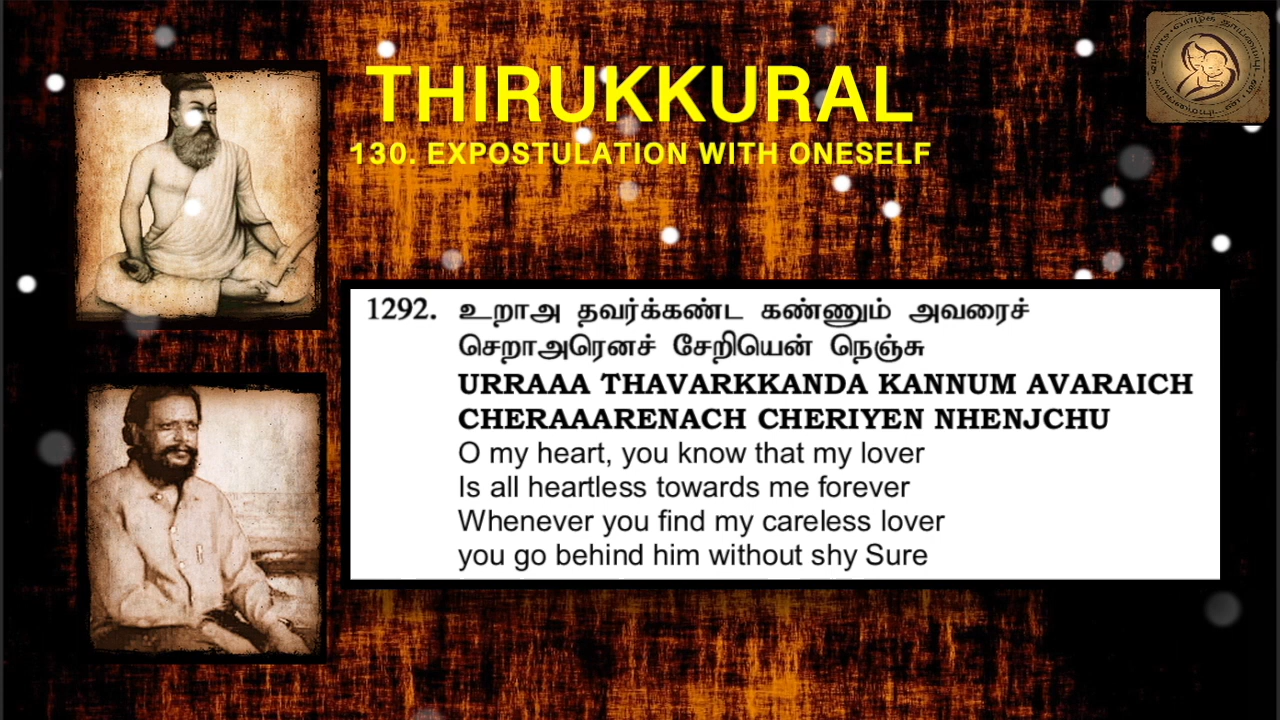 THIRUKKURAL
130. EXPOSTULATION WITH ONESELF
1292. உறாஅ தவர்க்கண்ட கண்ணும் அவரைச்
செறாஅரெனச் சேறியென் நெஞ்சு
URRAAA THAVARKKANDA KANNUM AVARAICH
CHERAAARENACH CHERIYEN NHENJCHU
O my heart, you know that my lover
Is all heartless towards me forever
Whenever you find my careless lover
you go behind him without shy Sure